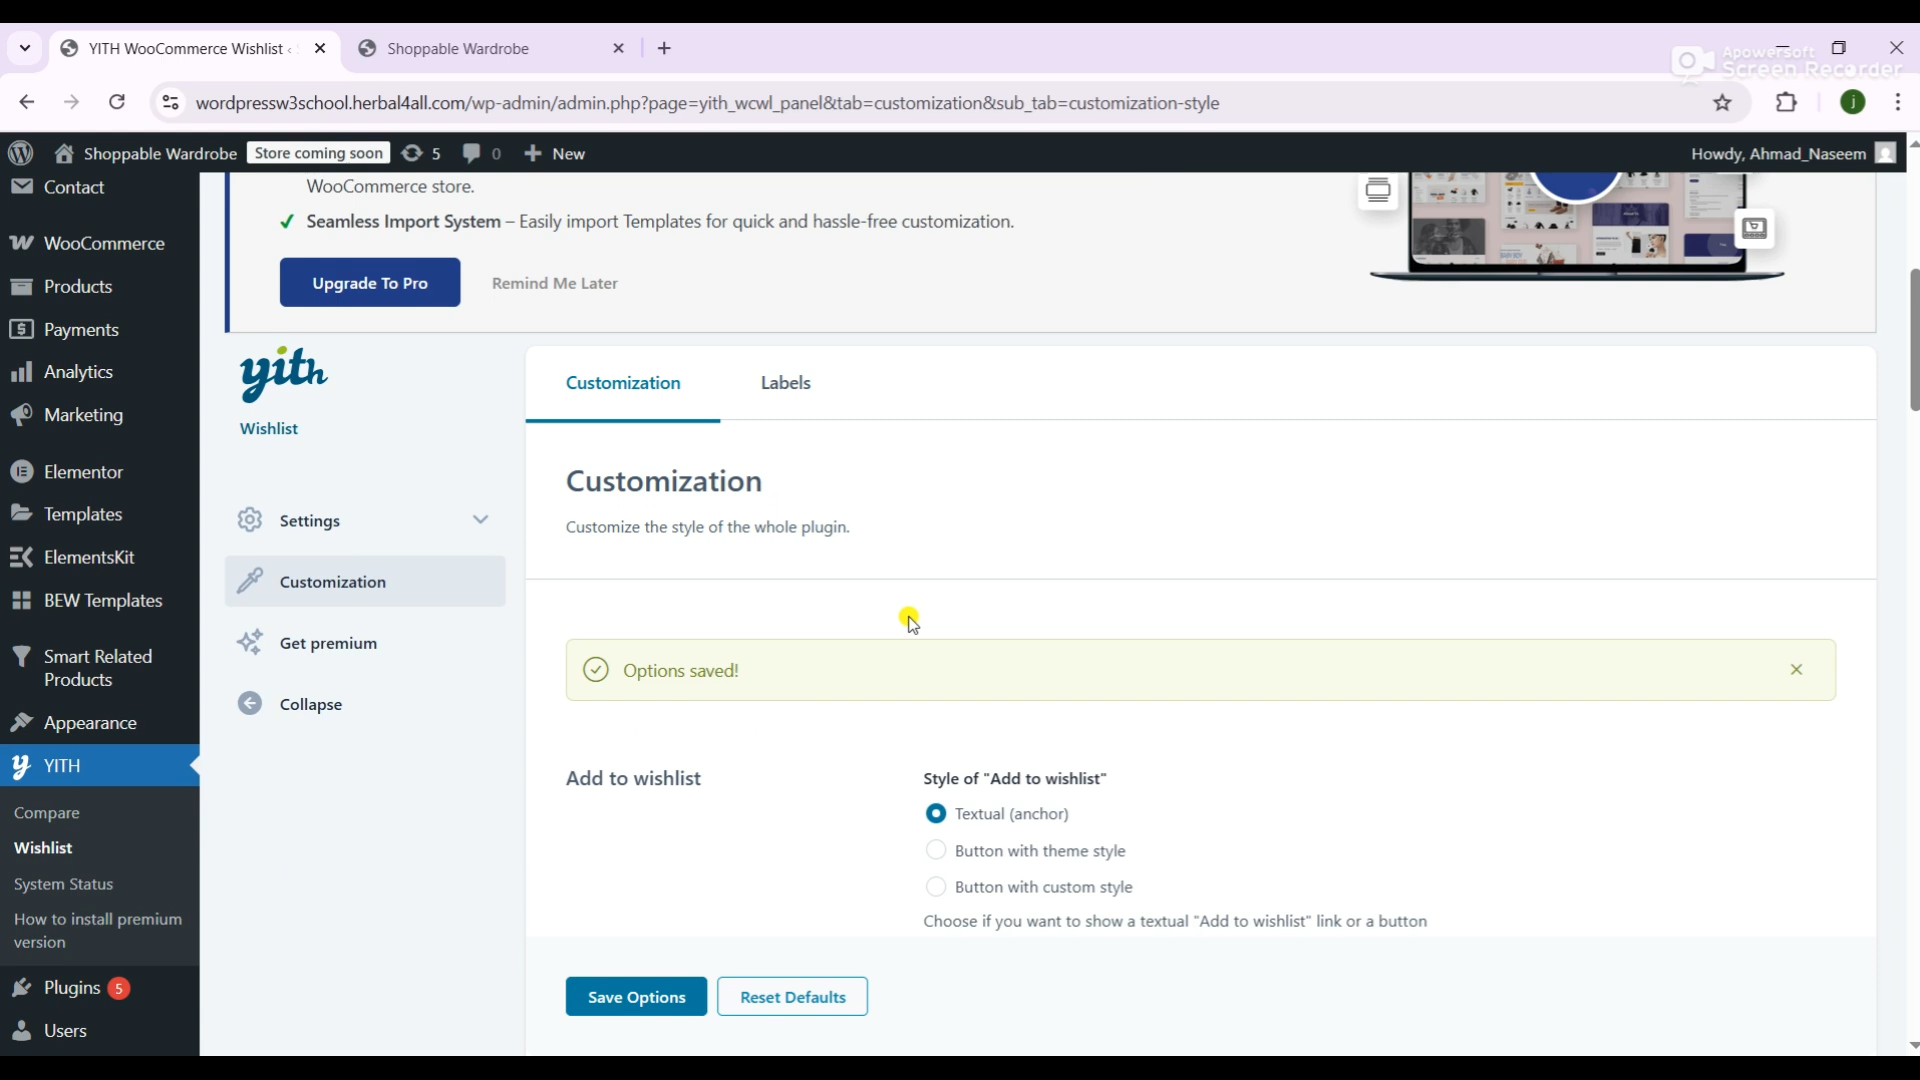 YITH WooCommerce Wishlist ‹
Shoppable Wardrobe
Apowersoft
Screen Recorder
wordpressw3school.herbal4all.com/wp-admin/admin.php?page=yith_wcwl_panel&tab=customization&sub_tab=customization-style
j
Shoppable Wardrobe
Store coming soon
5
0
New
Howdy, Ahmad_Naseem
Contact
WooCommerce
Products
Payments
Analytics
Marketing
Elementor
Templates
ElementsKit
BEW Templates
Smart Related
Products
Appearance
YITH
Compare
Wishlist
System Status
How to install premium
version
Plugins 5
Users
WooCommerce store.
✓ Seamless Import System – Easily import Templates for quick and hassle-free customization.
Upgrade To Pro
Remind Me Later
yith
Wishlist
Settings
Customization
Get premium
Collapse
Customization
Labels
Customization
Customize the style of the whole plugin.
Options saved!
Add to wishlist
Style of "Add to wishlist"
Textual (anchor)
Button with theme style
Button with custom style
Choose if you want to show a textual "Add to wishlist" link or a button
Save Options
Reset Defaults